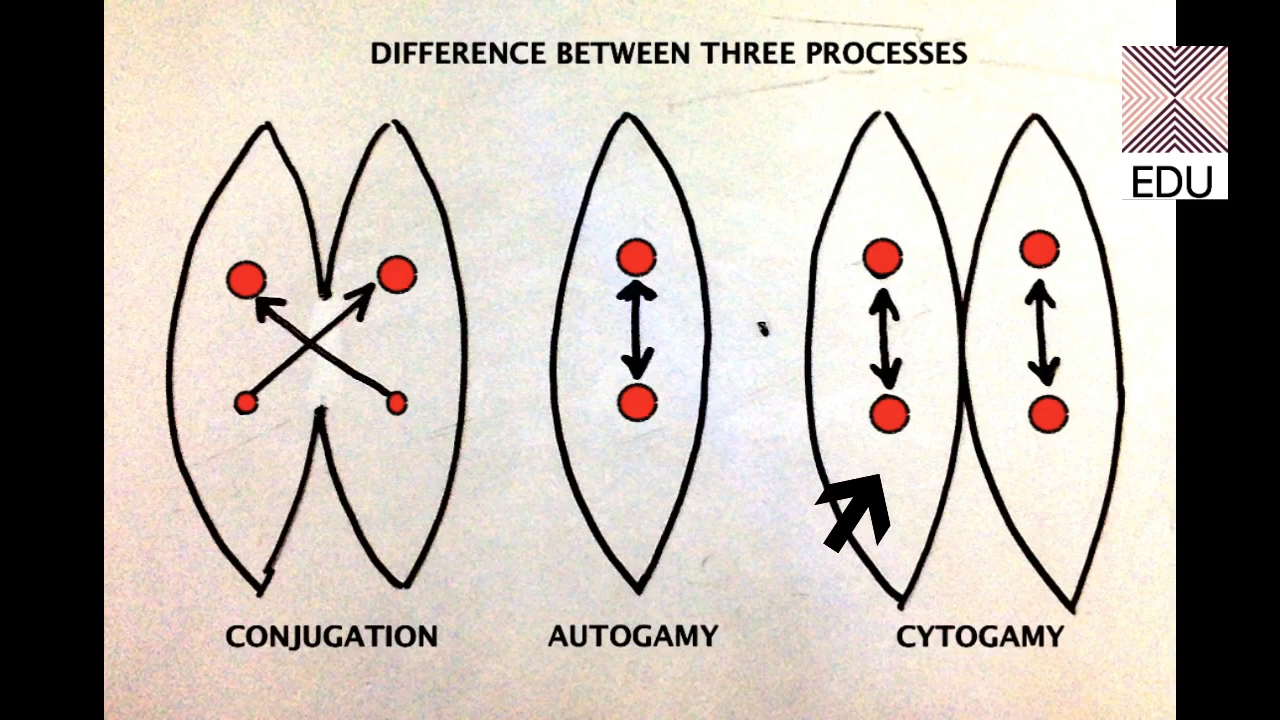 DIFFERENCE BETWEEN THREE PROCESSES
EDU
CONJUGATION
AUTOGAMY
CYTOGAMY